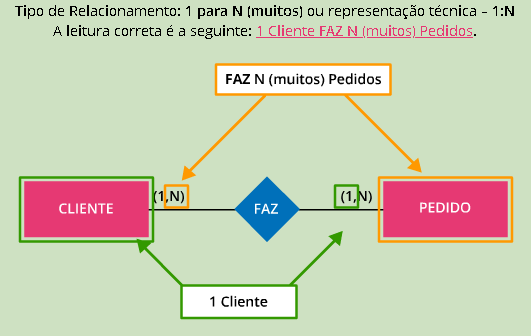 Tipo de Relacionamento: 1 para N (muitos) ou representação técnica – 1:N
A leitura correta é a seguinte: 1 Cliente FAZ N (muitos) Pedidos.
FAZ N (muitos) Pedidos
(1,N) (1,N)
CLIENTE FAZ PEDIDO
1 Cliente